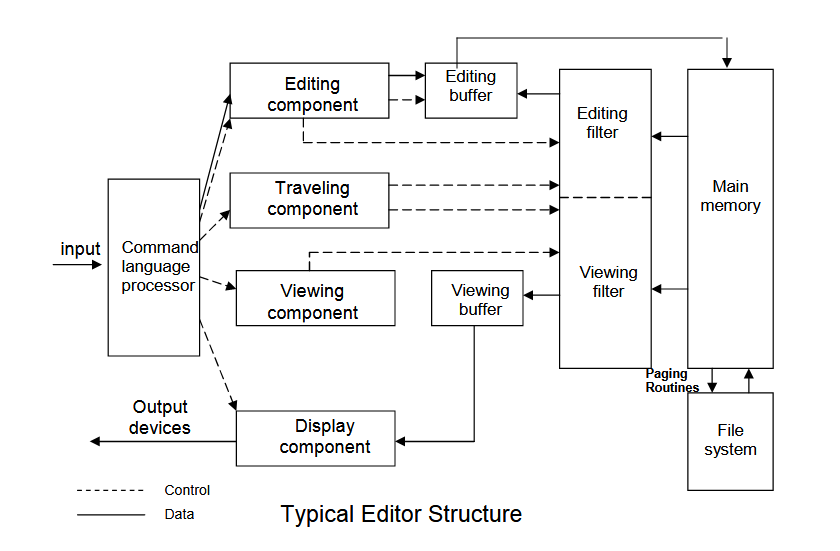 Editing
component
Editing
buffer
Editing
filter
Traveling
component
Main
memory
input
Command
language
processor
Viewing
component
Viewing
buffer
Viewing
filter
Paging
Routines
Output
devices
Display
component
File
system
Control
Data
Typical Editor Structure